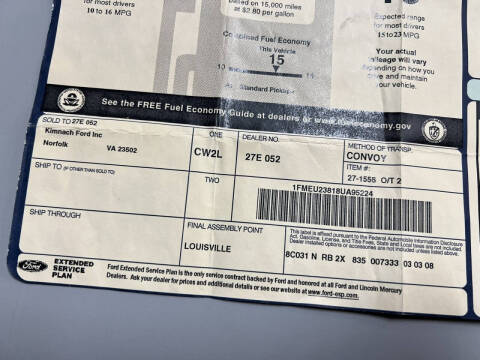 for most drivers
10 to 16 MPG
Based on 15,000 miles
at $2.80 per gallon
Combined Fuel Economy
This Vehicle
15
10
Standard Pickups
Expected range
for most drivers
15 to 23 MPG
Your actual
mileage will vary
depending on how you
drive and maintain
your vehicle.
See the FREE Fuel Economy Guide at dealers or www.fueleconomy.gov
SOLD TO 27E 052
Kimnach Ford Inc
Norfolk VA 23502
ONE
CW2L
DEALER NO.
27E 052
METHOD OF TRANSP.
CONVOY
SHIP TO (IF OTHER THAN SOLD TO)
TWO
ITEM #:
27-1555 O/T 2
1FMEU23818UA95224
SHIP THROUGH
FINAL ASSEMBLY POINT
LOUISVILLE
This label is affixed pursuant to the Federal Automobile Information Disclosure
Act. Gasoline, License, and Title Fees, State and Local taxes are not included.
Dealer installed options or accessories are not included unless listed above.
8C031 N RB 2X 835 007333 03 03 08
Ford
EXTENDED
SERVICE
PLAN
Ford Extended Service Plan is the only service contract backed by Ford and honored at all Ford and Lincoln Mercury
Dealers. Ask your dealer for prices and additional details or see our website at www.ford-esp.com.